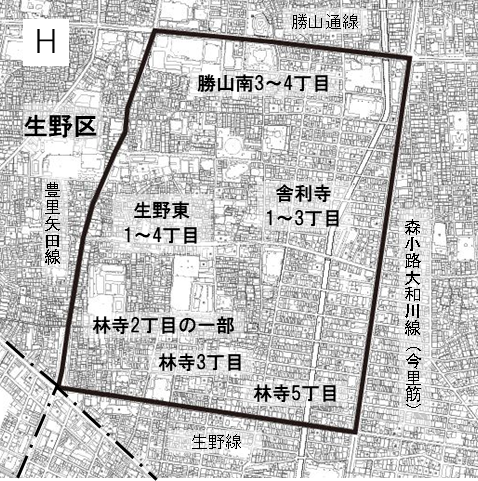 H
勝山通線
勝山南3～4丁目
生野区
豊里矢田線
生野東
1～4丁目
舎利寺
1～3丁目
森小路大和川線（今里筋）
林寺2丁目の一部
林寺3丁目
林寺5丁目
生野線